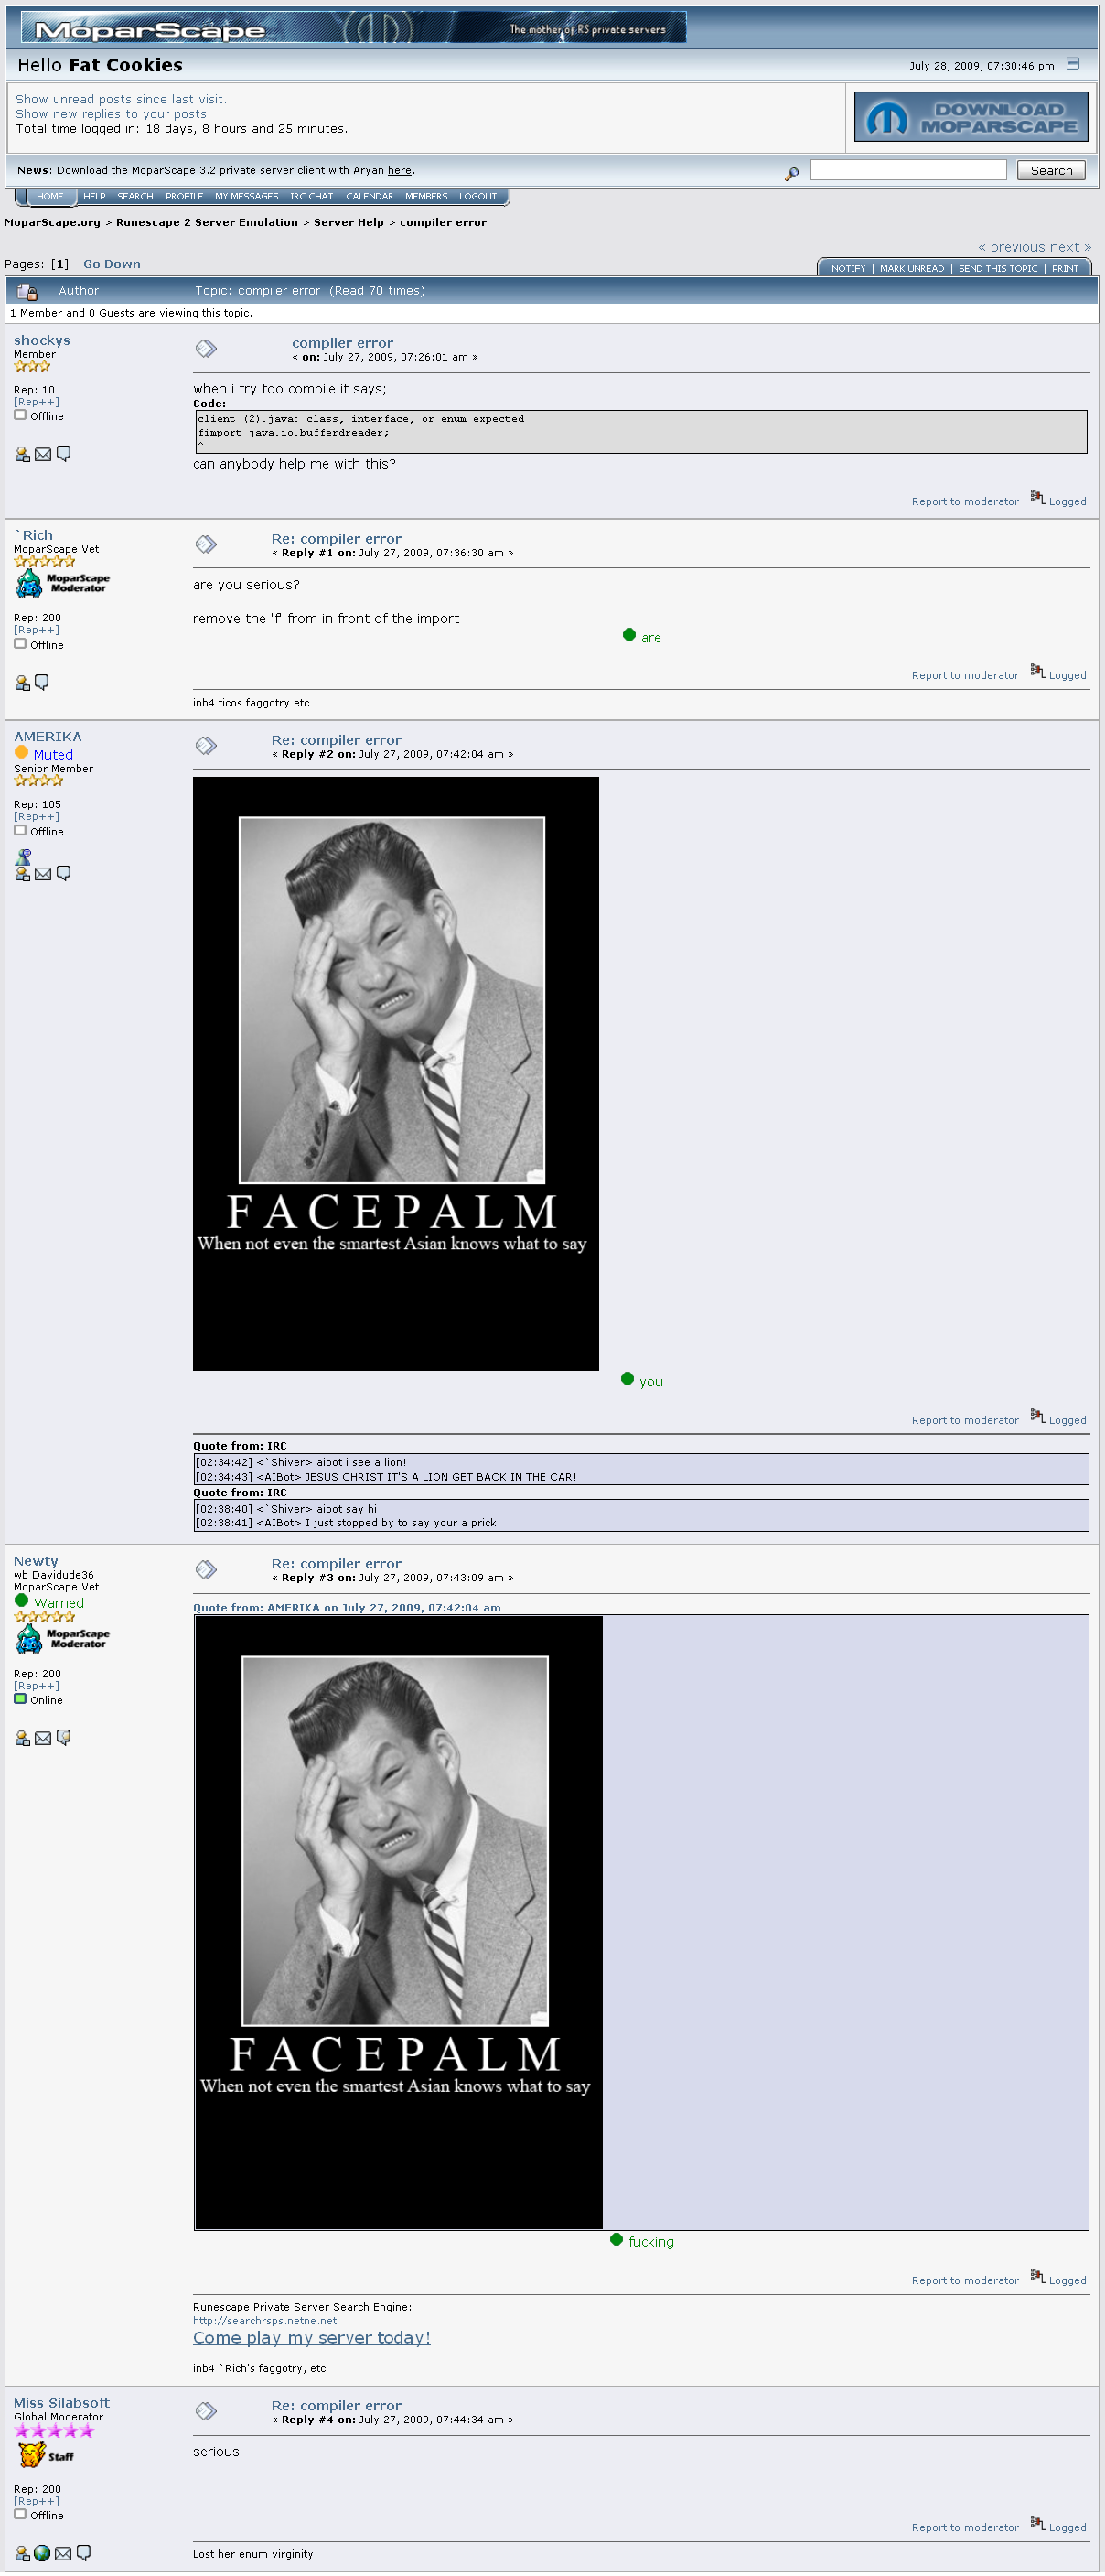 MoparScape
The mother of RS private servers
Hello Fat Cookies
July 28, 2009, 07:30:46 pm
Show unread posts since last visit.
Show new replies to your posts.
Total time logged in: 18 days, 8 hours and 25 minutes.
DOWNLOAD
MOPARSCAPE
News: Download the MoparScape 3.2 private server client with Aryan here.
Search
HOME HELP SEARCH PROFILE MY MESSAGES IRC CHAT CALENDAR MEMBERS LOGOUT
MoparScape.org > Runescape 2 Server Emulation > Server Help > compiler error
« previous next »
Pages: [1] Go Down
NOTIFY | MARK UNREAD | SEND THIS TOPIC | PRINT
Author Topic: compiler error (Read 70 times)
1 Member and 0 Guests are viewing this topic.
shockys
Member
Rep: 10
[Rep++]
Offline
compiler error
« on: July 27, 2009, 07:26:01 am »
when i try too compile it says;
Code:
client (2).java: class, interface, or enum expected
fimport java.io.bufferdreader;
^
can anybody help me with this?
Report to moderator Logged
`Rich
MoparScape Vet
MoparScape
Moderator
Rep: 200
[Rep++]
Offline
Re: compiler error
« Reply #1 on: July 27, 2009, 07:36:30 am »
are you serious?
remove the 'f' from in front of the import
are
Report to moderator Logged
inb4 ticos faggotry etc
AMERIKA
Muted
Senior Member
Rep: 105
[Rep++]
Offline
Re: compiler error
« Reply #2 on: July 27, 2009, 07:42:04 am »
FACEPALM
When not even the smartest Asian knows what to say
you
Report to moderator Logged
Quote from: IRC
[02:34:42] <`Shiver> aibot i see a lion!
[02:34:43] <AIBot> JESUS CHRIST IT'S A LION GET BACK IN THE CAR!
Quote from: IRC
[02:38:40] <`Shiver> aibot say hi
[02:38:41] <AIBot> I just stopped by to say your a prick
Newty
wb Davidude36
MoparScape Vet
Warned
MoparScape
Moderator
Rep: 200
[Rep++]
Online
Re: compiler error
« Reply #3 on: July 27, 2009, 07:43:09 am »
Quote from: AMERIKA on July 27, 2009, 07:42:04 am
FACEPALM
When not even the smartest Asian knows what to say
fucking
Report to moderator Logged
Runescape Private Server Search Engine:
http://searchrsps.netne.net
Come play my server today!
inb4 `Rich's faggotry, etc
Miss Silabsoft
Global Moderator
Staff
Rep: 200
[Rep++]
Offline
Re: compiler error
« Reply #4 on: July 27, 2009, 07:44:34 am »
serious
Report to moderator Logged
Lost her enum virginity.